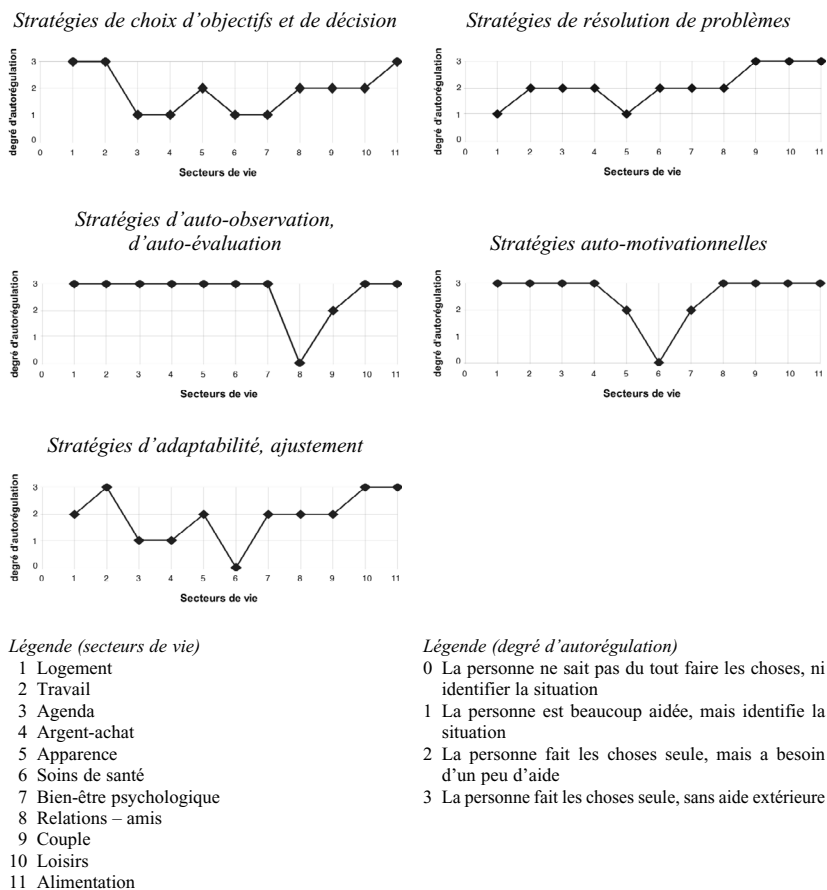 Stratégies de choix d'objectifs et de décision
degré d'autorégulation
3
2
1
0
0 1 2 3 4 5 6 7 8 9 10 11
Secteurs de vie
Stratégies de résolution de problèmes
degré d'autorégulation
3
2
1
0
0 1 2 3 4 5 6 7 8 9 10 11
Secteurs de vie
Stratégies d'auto-observation,
d'auto-évaluation
degré d'autorégulation
3
2
1
0
0 1 2 3 4 5 6 7 8 9 10 11
Secteurs de vie
Stratégies auto-motivationnelles
degré d'autorégulation
3
2
1
0
0 1 2 3 4 5 6 7 8 9 10 11
Secteurs de vie
Stratégies d'adaptabilité, ajustement
degré d'autorégulation
3
2
1
0
0 1 2 3 4 5 6 7 8 9 10 11
Secteurs de vie
Légende (secteurs de vie)
1 Logement
2 Travail
3 Agenda
4 Argent-achat
5 Apparence
6 Soins de santé
7 Bien-être psychologique
8 Relations – amis
9 Couple
10 Loisirs
11 Alimentation
Légende (degré d'autorégulation)
0 La personne ne sait pas du tout faire les choses, ni
identifier la situation
1 La personne est beaucoup aidée, mais identifie la
situation
2 La personne fait les choses seule, mais a besoin
d'un peu d'aide
3 La personne fait les choses seule, sans aide extérieure